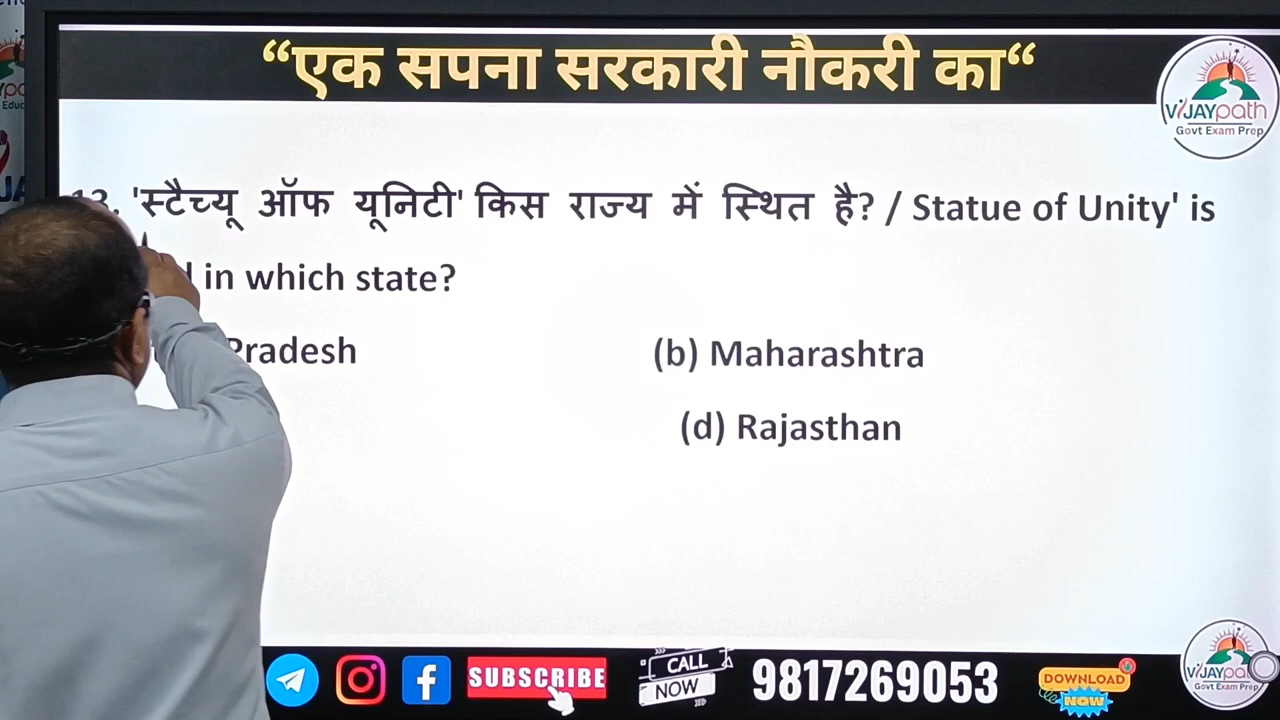 “एक सपना सरकारी नौकरी का“
VIJAYpath
Govt Exam Prep
13. 'स्टैच्यू ऑफ यूनिटी' किस राज्य में स्थित है? / Statue of Unity' is
in which state?
Pradesh
(b) Maharashtra
(d) Rajasthan
SUBSCRIBE
CALL
NOW
9817269053
DOWNLOAD
NOW
VIJAYpath
Govt Exam Prep